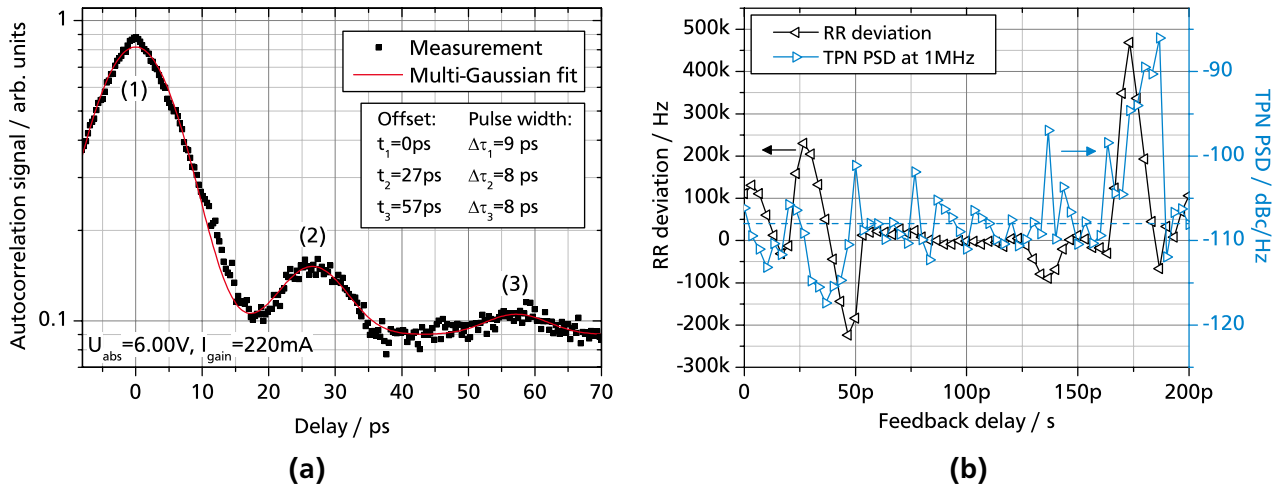 1
0.1
Autocorrelation signal / arb. units
(1)
(2)
(3)
Measurement
Multi-Gaussian fit
Offset: Pulse width:
t1=0ps Δτ1=9 ps
t2=27ps Δτ2=8 ps
t3=57ps Δτ3=8 ps
Uabs=6.00V, Igain=220mA
0 10 20 30 40 50 60 70
Delay / ps
(a)
RR deviation
TPN PSD at 1MHz
500k
400k
300k
200k
100k
0
-100k
-200k
-300k
RR deviation / Hz
-90
-100
-110
-120
TPN PSD / dBc/Hz
0 50p 100p 150p 200p
Feedback delay / s
(b)